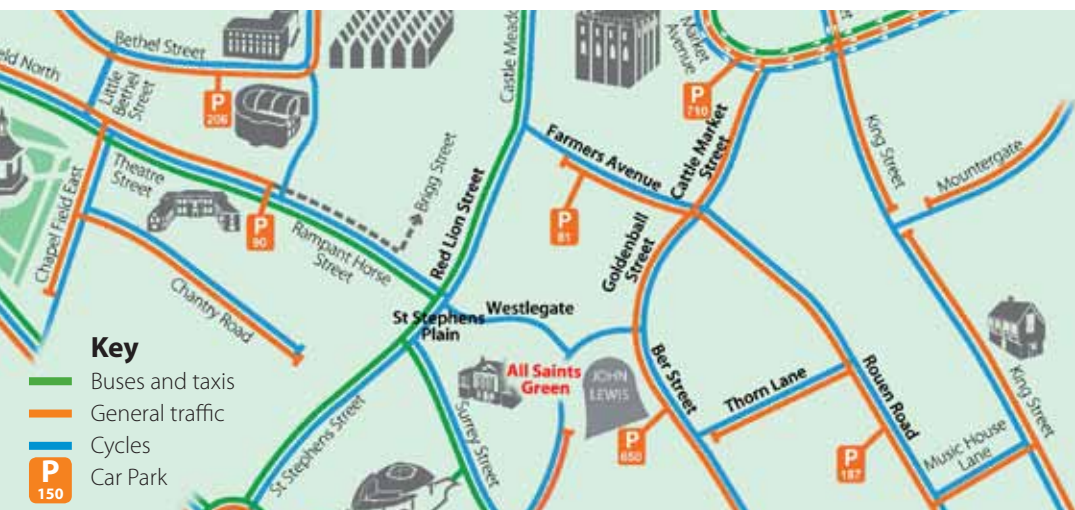 Bethel Street
Castle Meado
Market
Avenue
eld North
Little
Bethel
Street
P
206
P
710
Farmers Avenue
Cattle Market
Street
King Street
Mountergate
Theatre
Street
Brigg Street
Red Lion Street
Chapel Field East
P
90
P
81
Rampant Horse
Street
Goldenball
Street
Chantry Road
Westlegate
St Stephens
Plain
All Saints
Green
JOHN
LEWIS
Ber Street
Thorn Lane
Rouen Road
King Street
Key
Buses and taxis
General traffic
Cycles
P
150
Car Park
St Stephens Street
Surrey Street
P
650
P
187
Music House
Lane